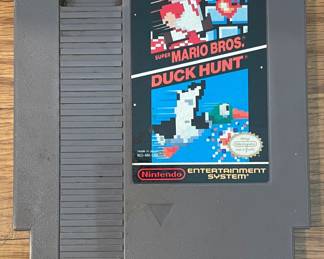 SUPER MARIO BROS.
DUCK HUNT
Nintendo ENTERTAINMENT
SYSTEM